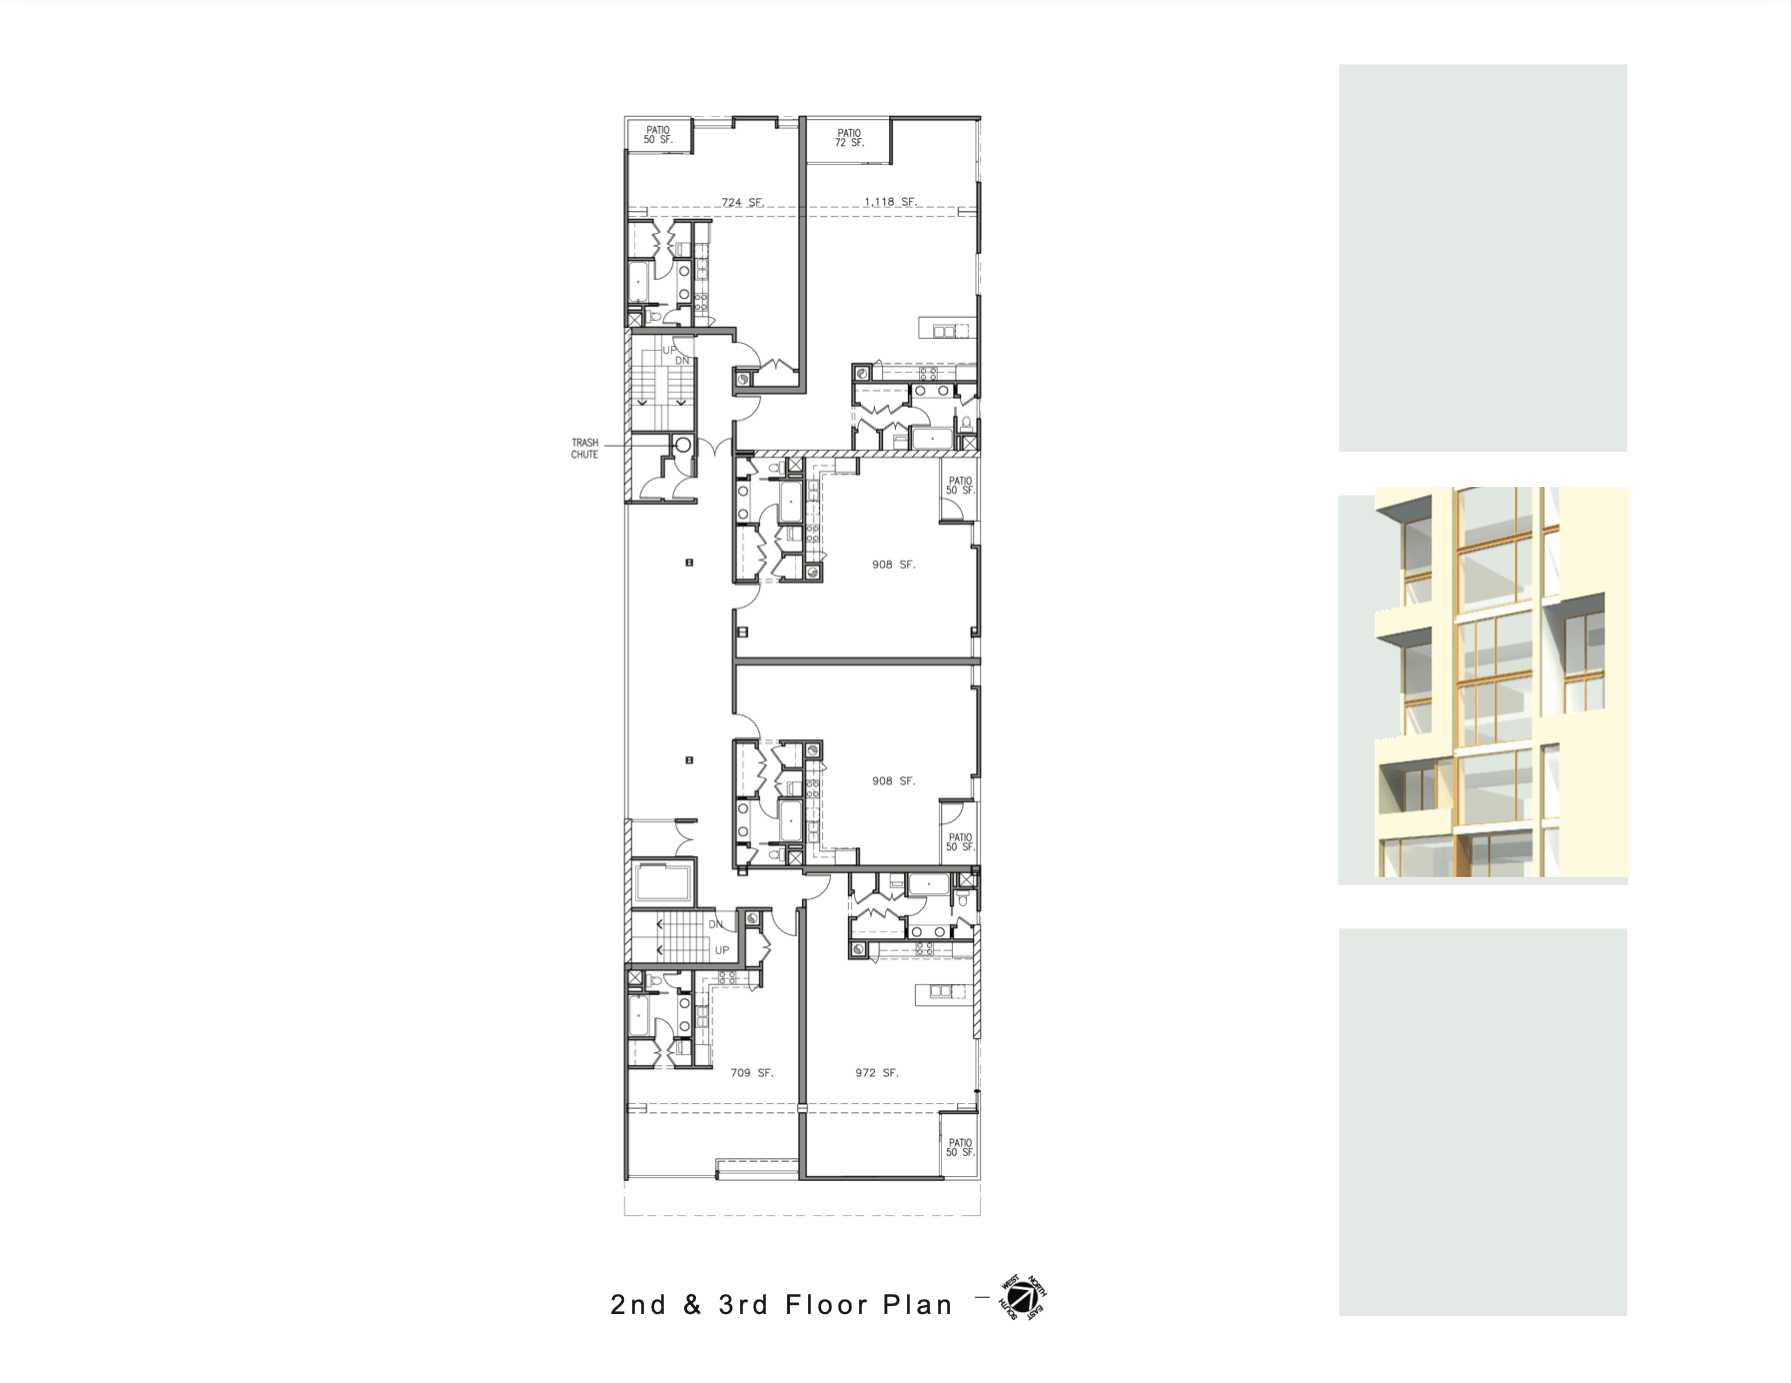 PATIO
50 SF.
PATIO
72 SF.
724 SF.
1,118 SF.
UP
DN
TRASH
CHUTE
PATIO
50 SF.
908 SF.
908 SF.
PATIO
50 SF.
DN
UP
709 SF.
972 SF.
PATIO
50 SF.
2nd & 3rd Floor Plan
WEST
NORTH
SOUTH
EAST